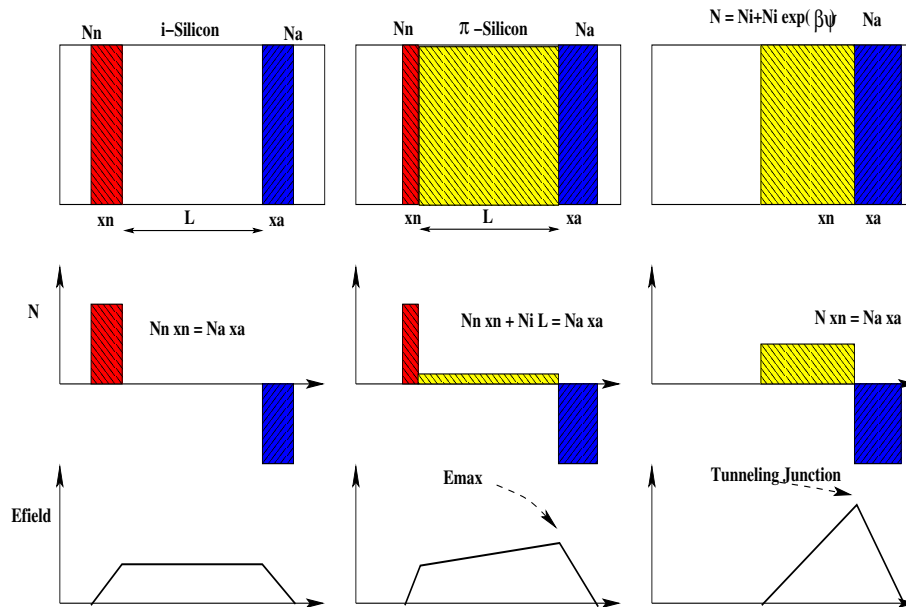 Nn i-Silicon Na
Nn π-Silicon Na
N = Ni+Ni exp(βψ) Na
xn L xa
xn L xa
xn xa
N
Nn xn = Na xa
Nn xn + Ni L = Na xa
N xn = Na xa
Efield
Emax
Tunneling Junction